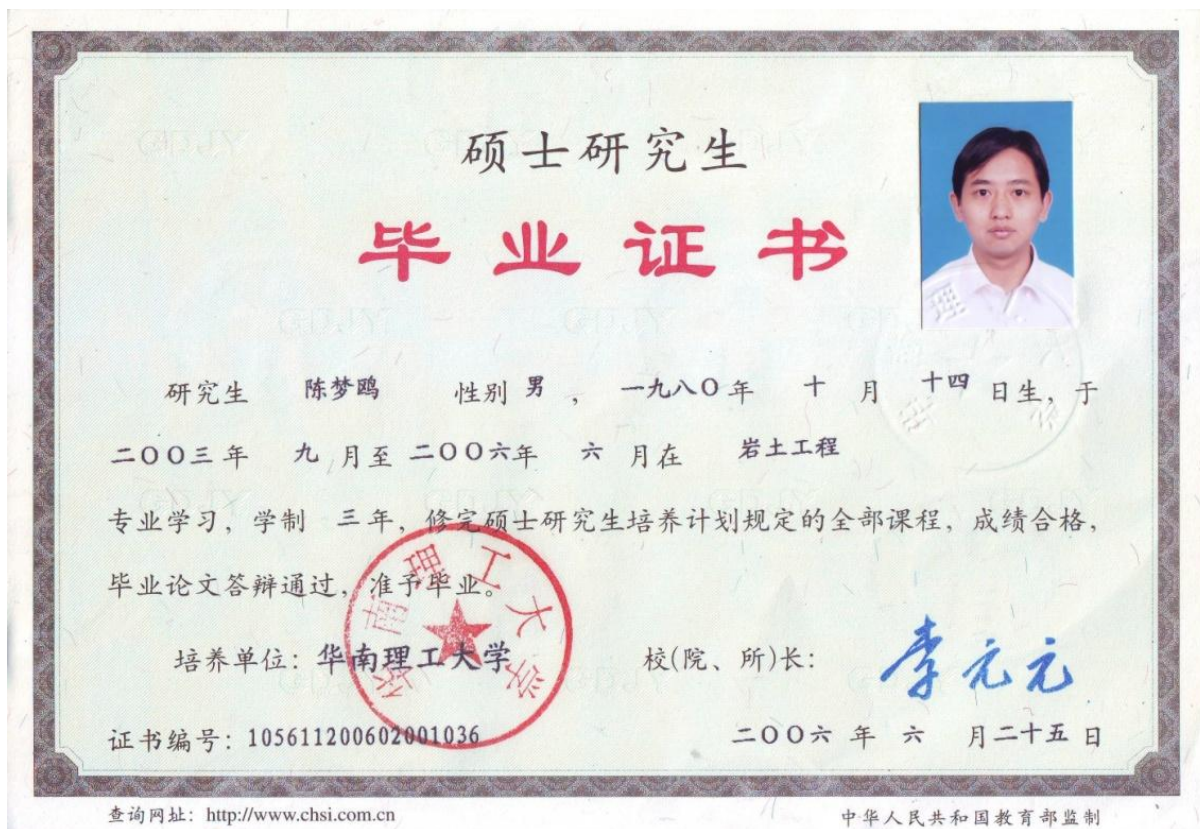 硕士研究生
毕业证书
研究生 陈梦鸥 性别 男 , 一九八〇年 十 月 十四 日生, 于
二〇〇三年 九 月至 二〇〇六年 六 月在 岩土工程
专业学习, 学制 三年, 修完硕士研究生培养计划规定的全部课程, 成绩合格,
毕业论文答辩通过, 准予毕业。
华南理工大学
培养单位: 华南理工大学 校(院、所)长: 李元元
证书编号: 105611200602001036 二〇〇六年 六 月二十五日
查询网址: http://www.chsi.com.cn 中华人民共和国教育部监制